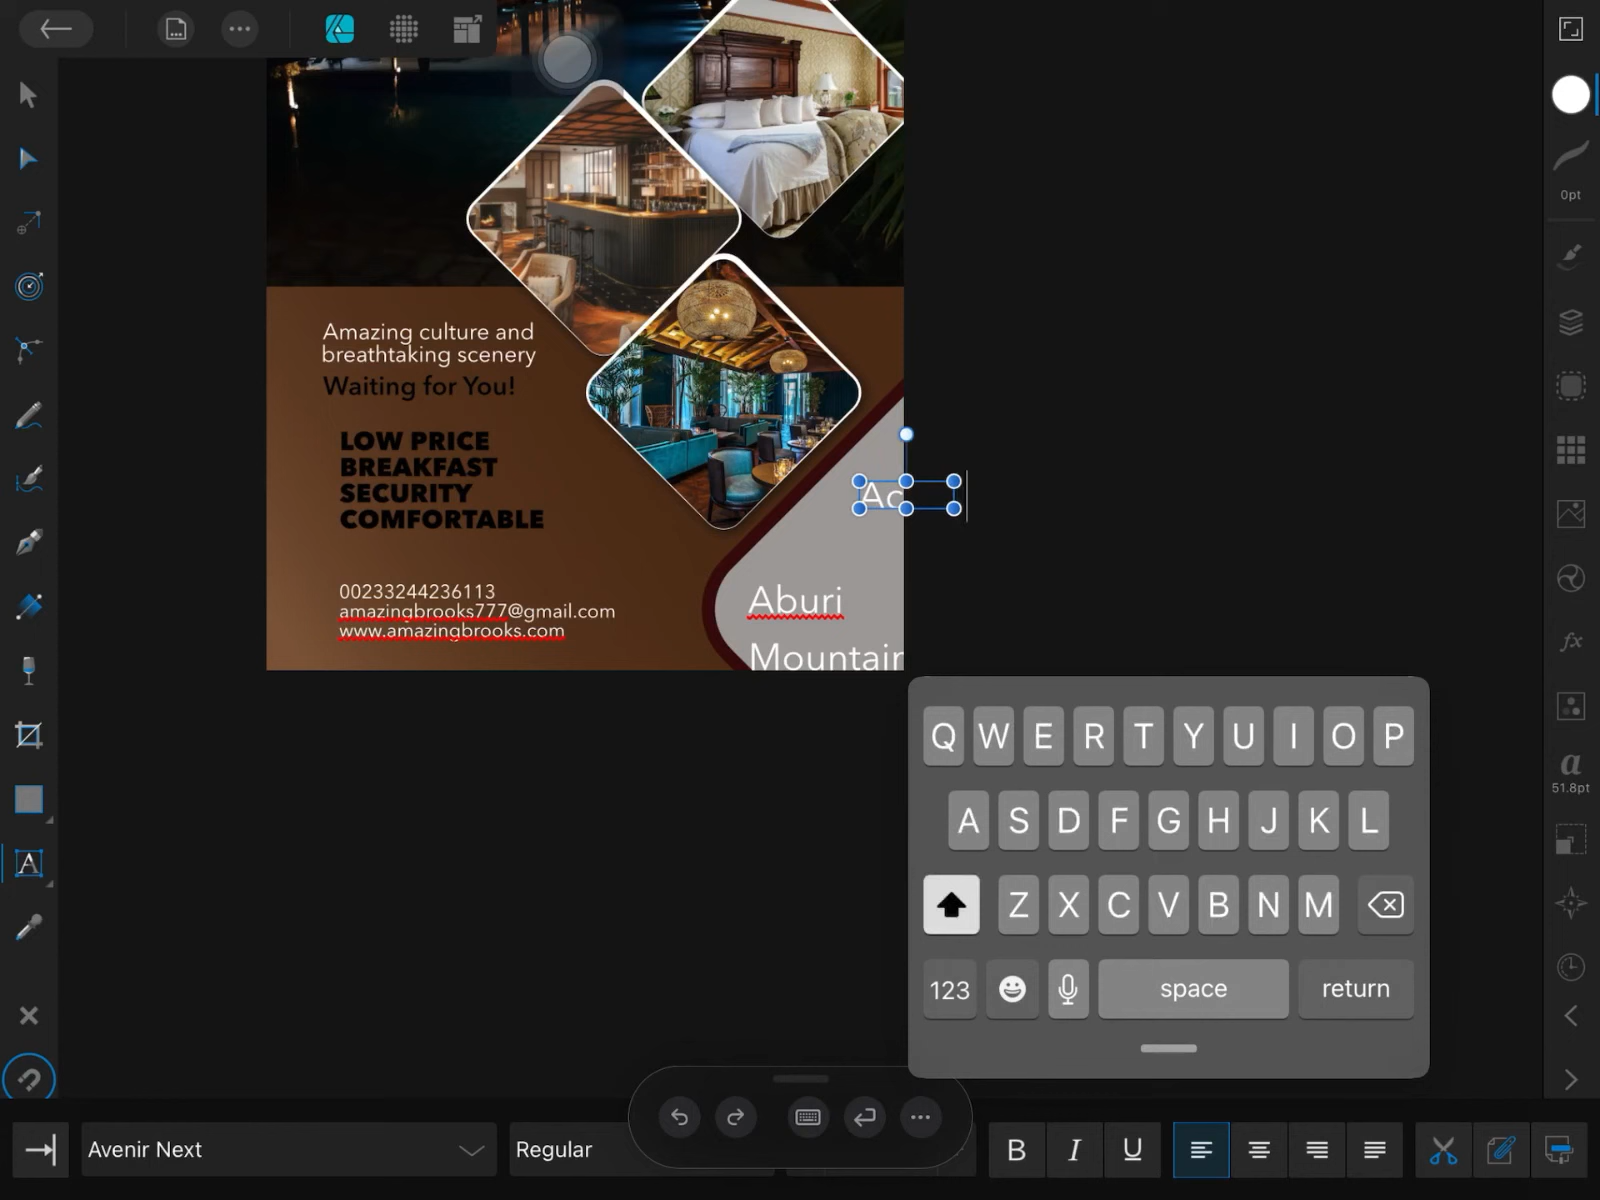 0pt
Amazing culture and
breathtaking scenery
Waiting for You!
LOW PRICE
BREAKFAST
SECURITY
COMFORTABLE
Ac
00233244236113
amazingbrooks777@gmail.com
www.amazingbrooks.com
Aburi
Mountain
a
51.8pt
fx
A
Q W E R T Y U I O P
A S D F G H J K L
Z X C V B N M
123 space return
Avenir Next
Regular
B I U